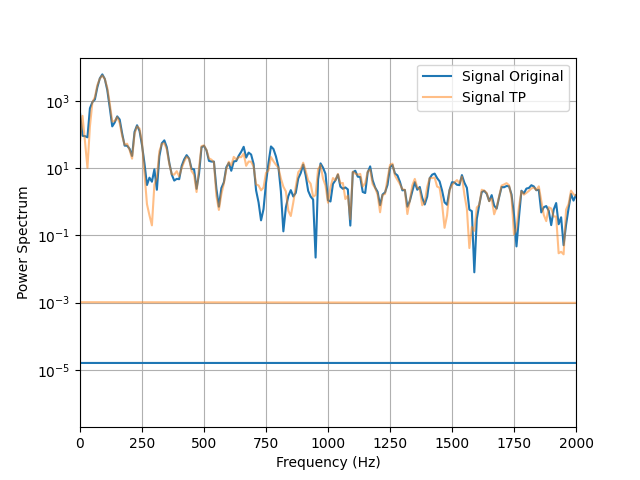 Signal Original
Signal TP
Power Spectrum
10³
10¹
10⁻¹
10⁻³
10⁻⁵
0 250 500 750 1000 1250 1500 1750 2000
Frequency (Hz)